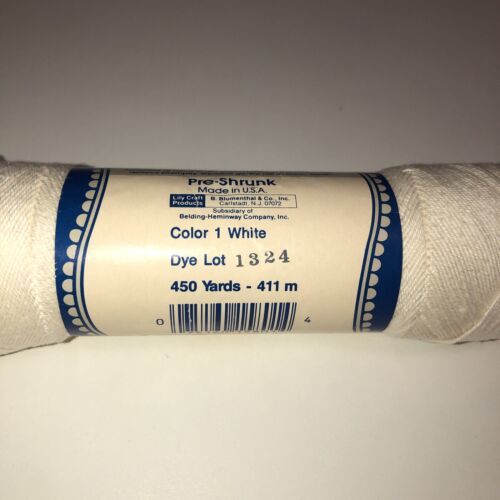 Pre-Shrunk
Made in U.S.A.
Lily Craft Products
B. Blumenthal & Co., Inc.
Carlstadt, N.J. 07072
Subsidiary of
Belding-Heminway Company, Inc.
Color 1 White
Dye Lot 1324
450 Yards - 411 m
0 4